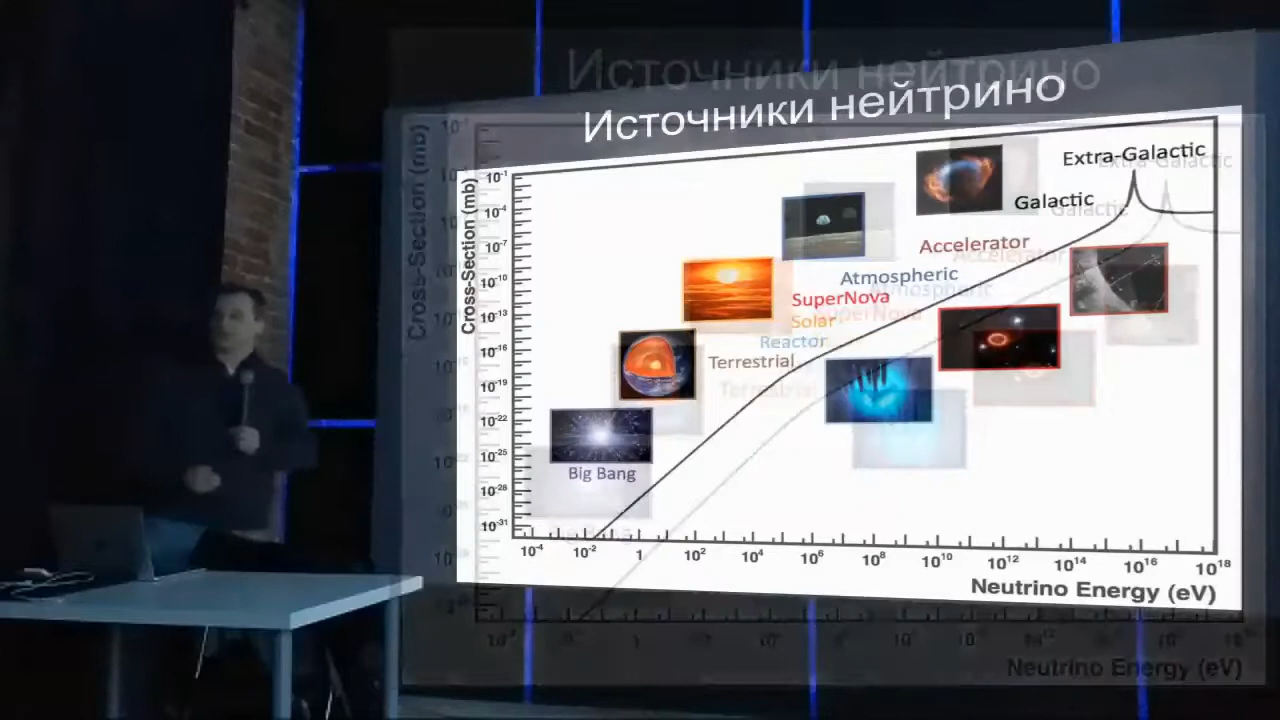 Источники нейтрино
Cross-Section (mb)
10⁻¹
10⁻⁴
10⁻⁷
10⁻¹⁰
10⁻¹³
10⁻¹⁶
10⁻¹⁹
10⁻²²
10⁻²⁵
10⁻²⁸
10⁻³¹
Extra-Galactic
Galactic
Accelerator
Atmospheric
SuperNova
Solar
Reactor
Terrestrial
Big Bang
10⁻⁴ 10⁻² 1 10² 10⁴ 10⁶ 10⁸ 10¹⁰ 10¹² 10¹⁴ 10¹⁶ 10¹⁸
Neutrino Energy (eV)